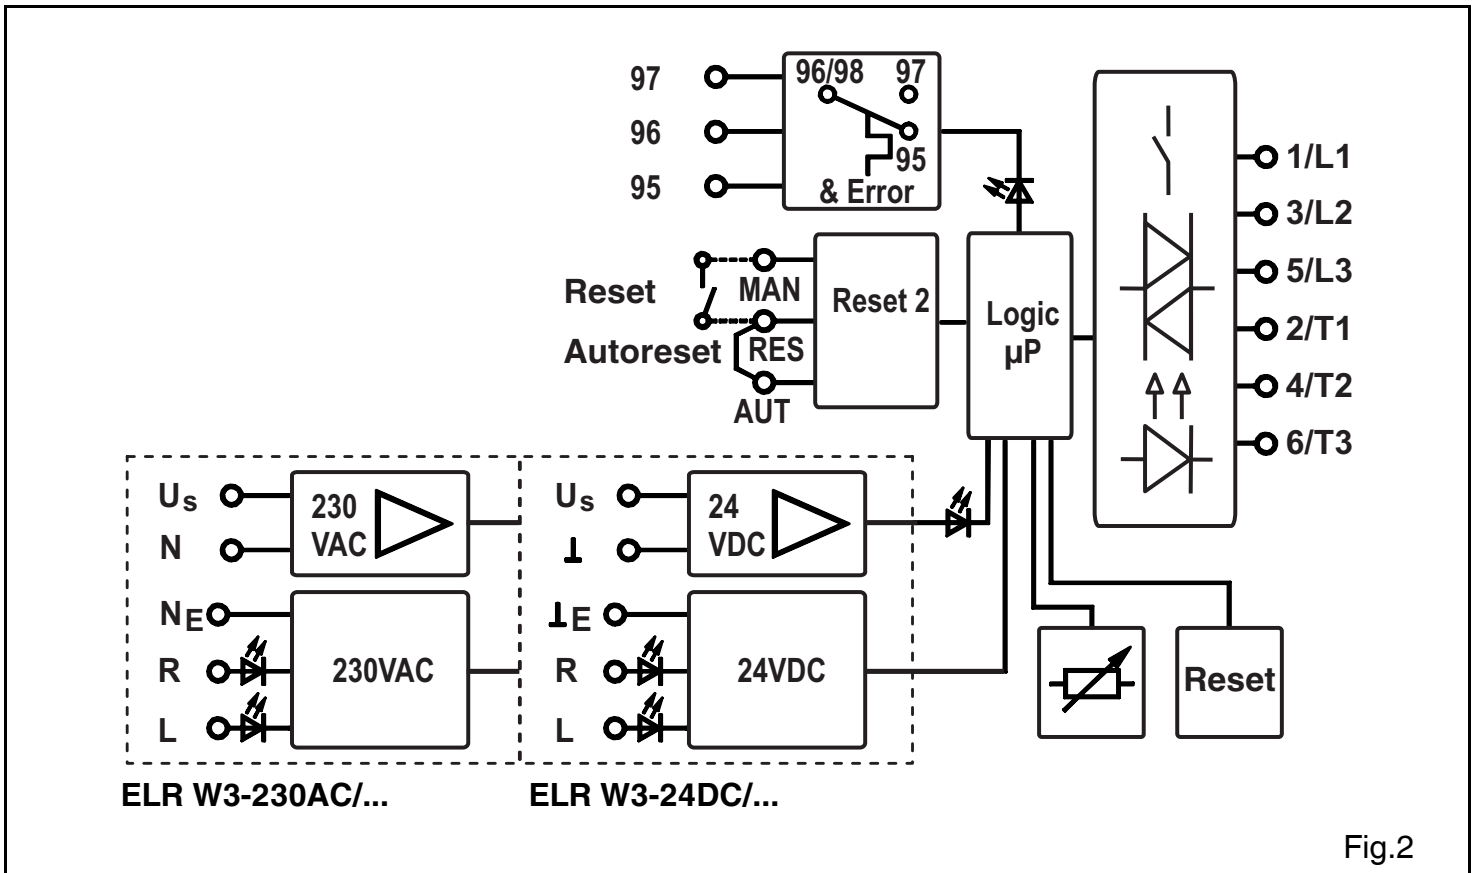 97
96
95
96/98 97
95
& Error
Reset
Autoreset
MAN
RES
AUT
Reset 2
Logic
µP
1/L1
3/L2
5/L3
2/T1
4/T2
6/T3
Us
N
230
VAC
NE
R
L
230VAC
Us
⊥
24
VDC
⊥E
R
L
24VDC
Reset
ELR W3-230AC/...
ELR W3-24DC/...
Fig.2